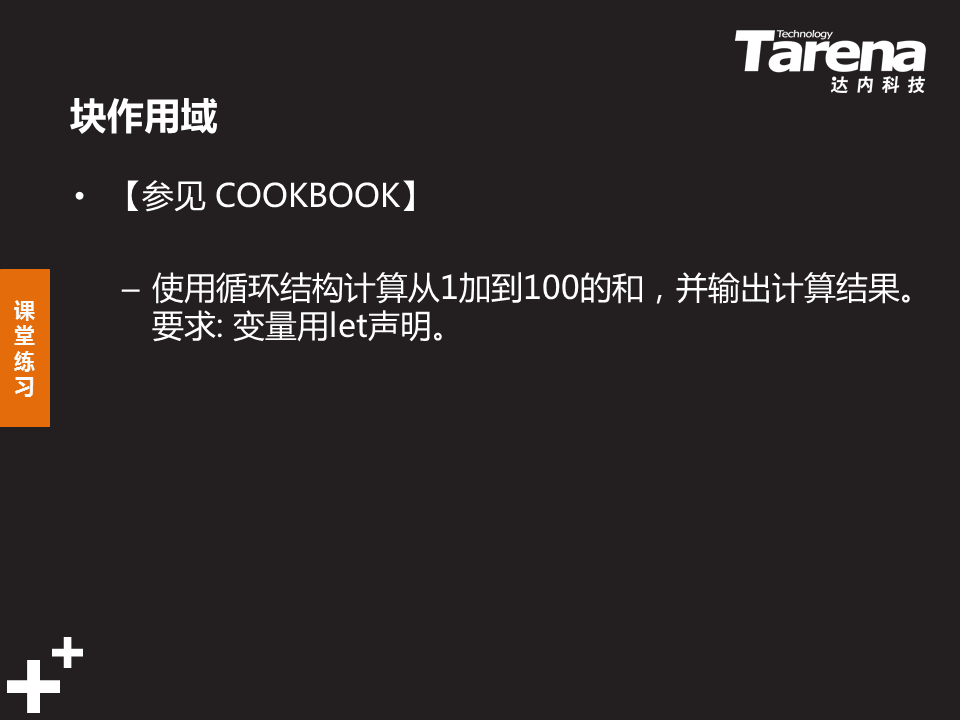 Technology
Tarena
达内科技
块作用域
• 【参见 COOKBOOK】
– 使用循环结构计算从1加到100的和，并输出计算结果。
要求: 变量用let声明。
课
堂
练
习